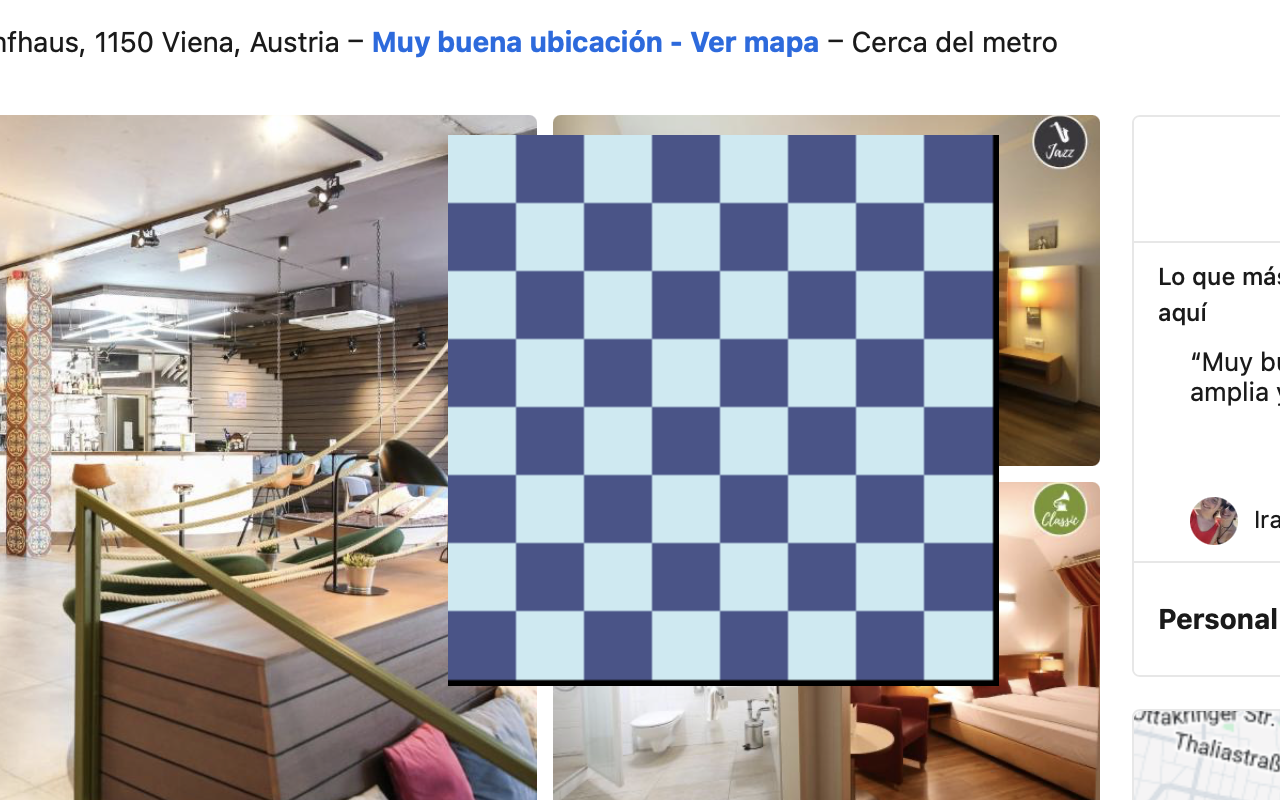 nfhaus, 1150 Viena, Austria – Muy buena ubicación - Ver mapa – Cerca del metro
Jazz
Lo que más
aquí
“Muy bu
amplia y
Classic
Ira
Personal
Ottakringer Str.
Thaliastraß